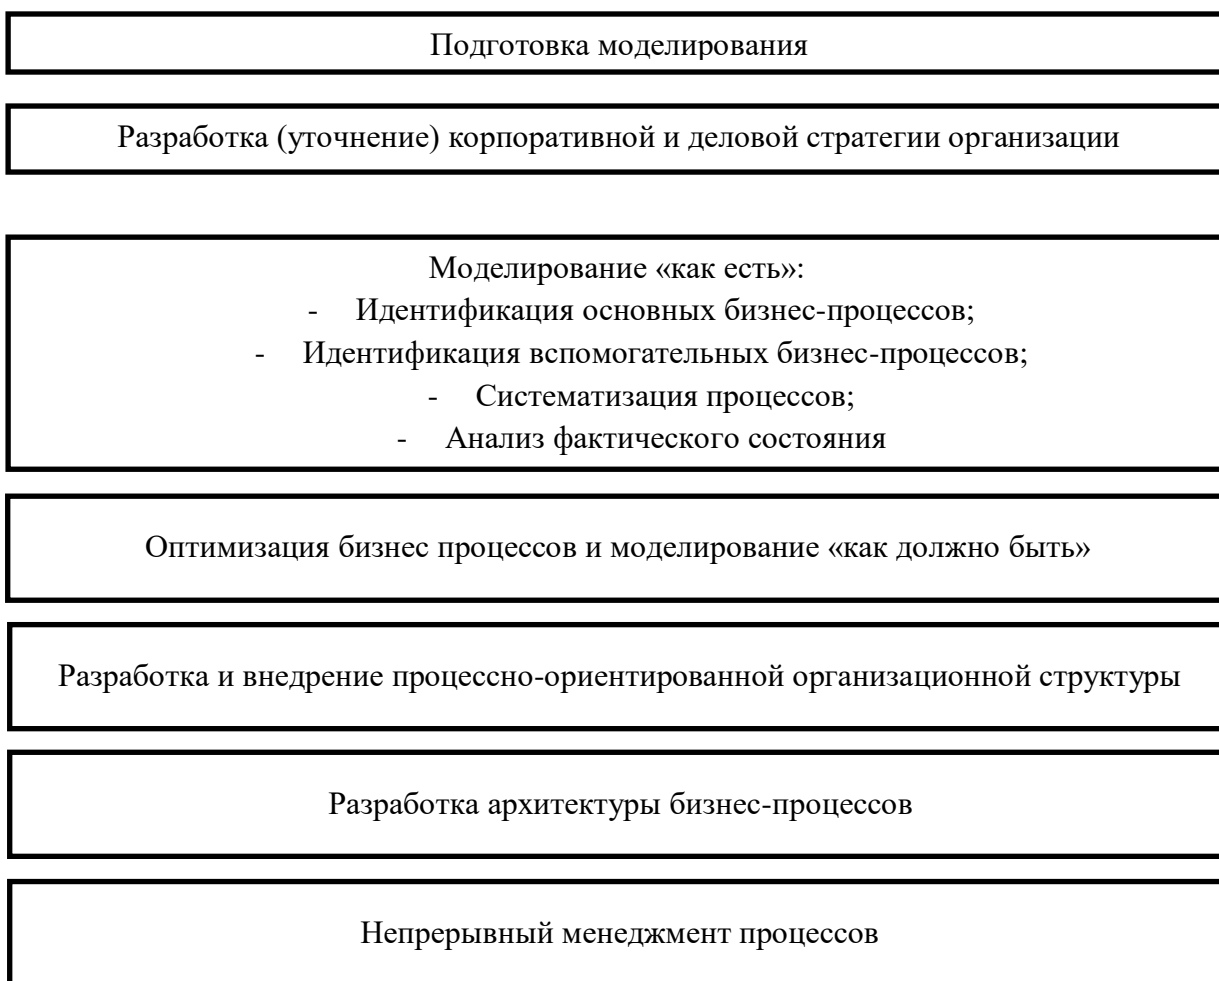 Подготовка моделирования
Разработка (уточнение) корпоративной и деловой стратегии организации
Моделирование «как есть»:
- Идентификация основных бизнес-процессов;
- Идентификация вспомогательных бизнес-процессов;
- Систематизация процессов;
- Анализ фактического состояния
Оптимизация бизнес процессов и моделирование «как должно быть»
Разработка и внедрение процессно-ориентированной организационной структуры
Разработка архитектуры бизнес-процессов
Непрерывный менеджмент процессов